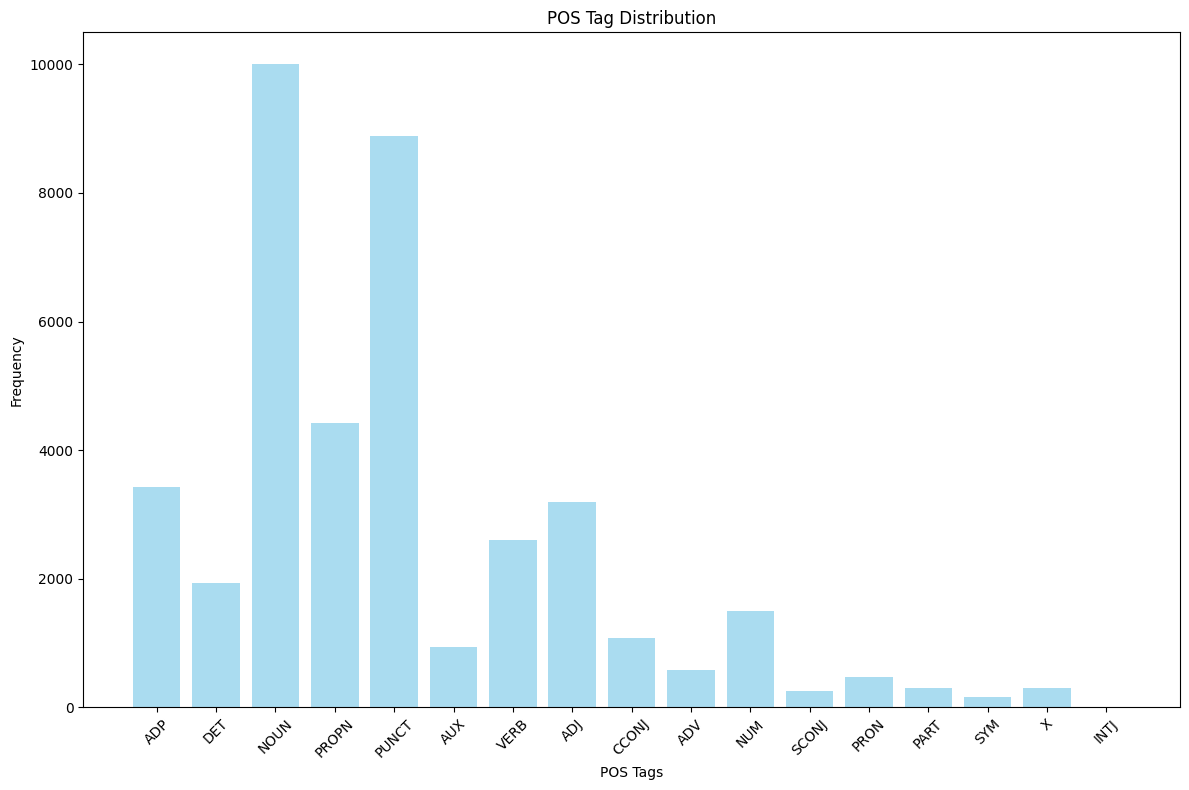 POS Tag Distribution
10000
8000
6000
4000
2000
0
Frequency
ADP DET NOUN PROPN PUNCT AUX VERB ADJ CCONJ ADV NUM SCONJ PRON PART SYM X INTJ
POS Tags